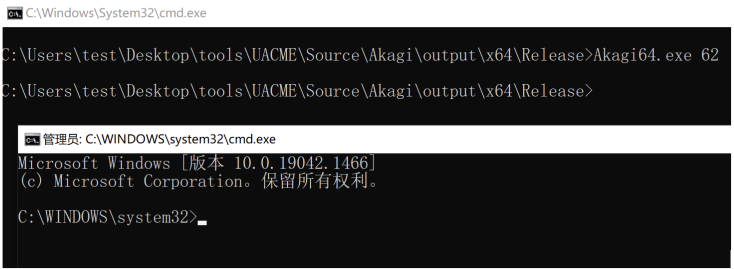 C:\Windows\System32\cmd.exe
C:\Users\test\Desktop\tools\UACME\Source\Akagi\output\x64\Release>Akagi64.exe 62
C:\Users\test\Desktop\tools\UACME\Source\Akagi\output\x64\Release>
管理员: C:\WINDOWS\system32\cmd.exe
Microsoft Windows [版本 10.0.19042.1466]
(c) Microsoft Corporation。保留所有权利。
C:\WINDOWS\system32>